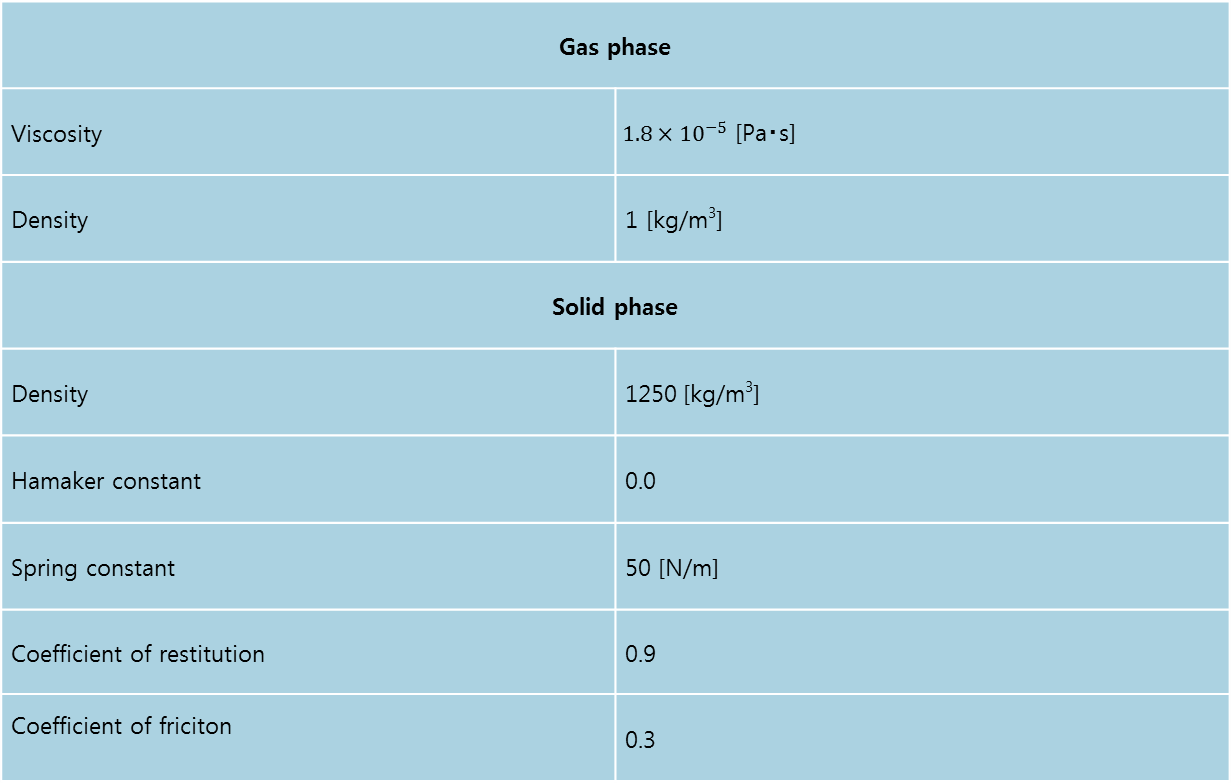 Gas phase
Viscosity 1.8 × 10⁻⁵ [Pa·s]
Density 1 [kg/m³]
Solid phase
Density 1250 [kg/m³]
Hamaker constant 0.0
Spring constant 50 [N/m]
Coefficient of restitution 0.9
Coefficient of friciton 0.3